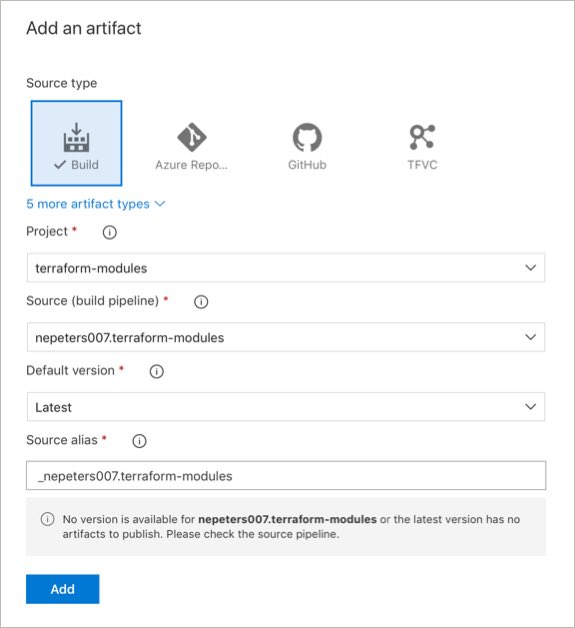 Add an artifact
Source type
Build
Azure Repo...
GitHub
TFVC
5 more artifact types
Project *
terraform-modules
Source (build pipeline) *
nepeters007.terraform-modules
Default version *
Latest
Source alias *
_nepeters007.terraform-modules
No version is available for nepeters007.terraform-modules or the latest version has no
artifacts to publish. Please check the source pipeline.
Add